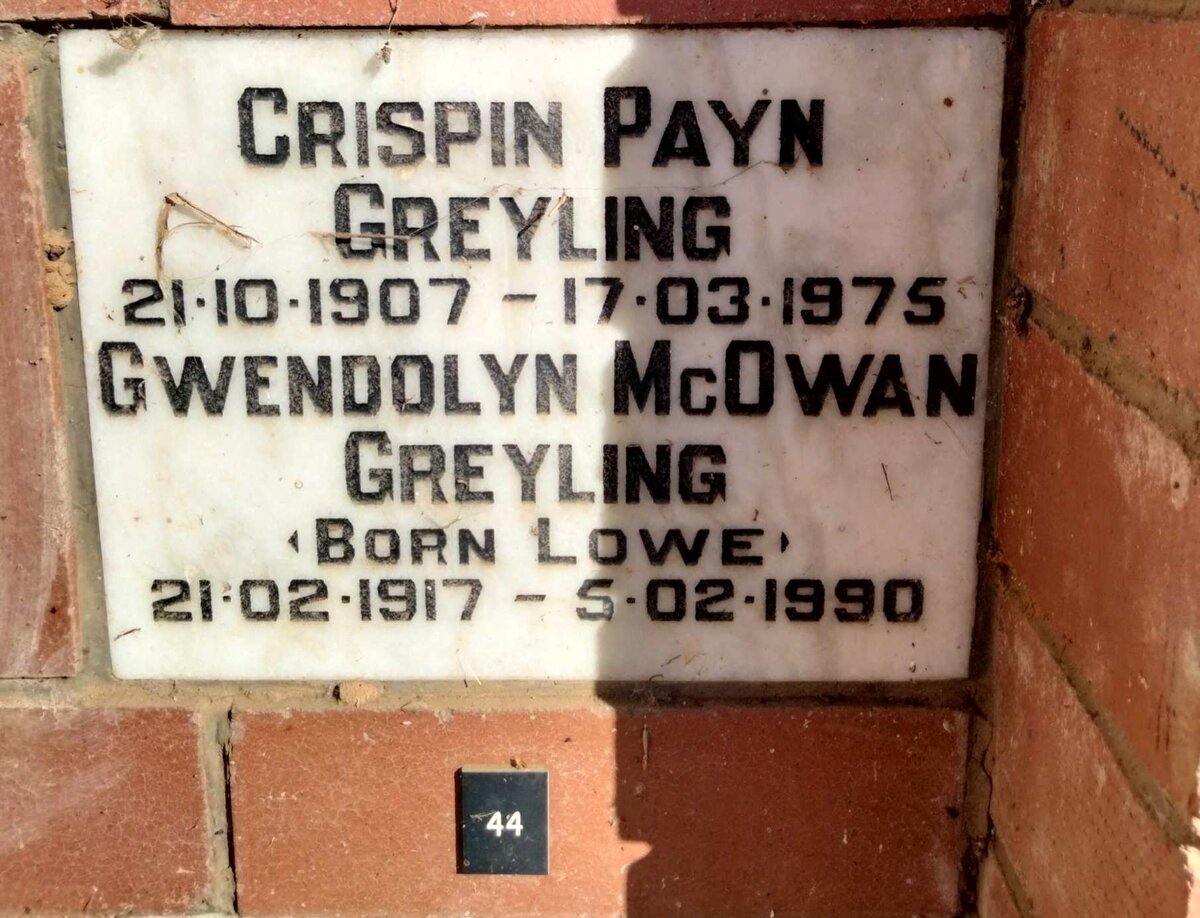 Crispin Payn
Greyling
21·10·1907 – 17·03·1975
Gwendolyn McOwan
Greyling
(Born Lowe)
21·02·1917 – 5·02·1990
44